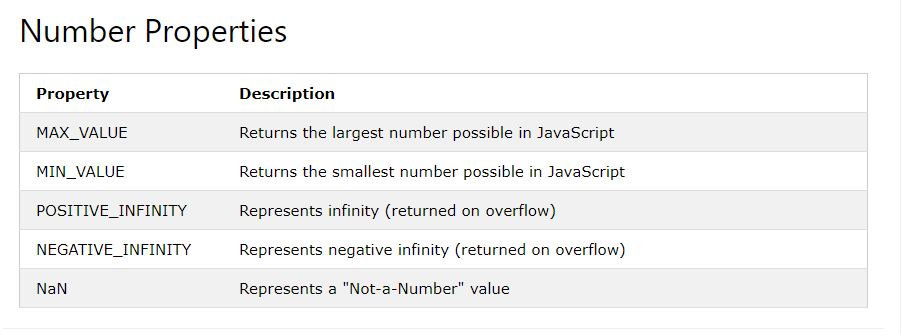 Number Properties
Property Description
MAX_VALUE Returns the largest number possible in JavaScript
MIN_VALUE Returns the smallest number possible in JavaScript
POSITIVE_INFINITY Represents infinity (returned on overflow)
NEGATIVE_INFINITY Represents negative infinity (returned on overflow)
NaN Represents a "Not-a-Number" value